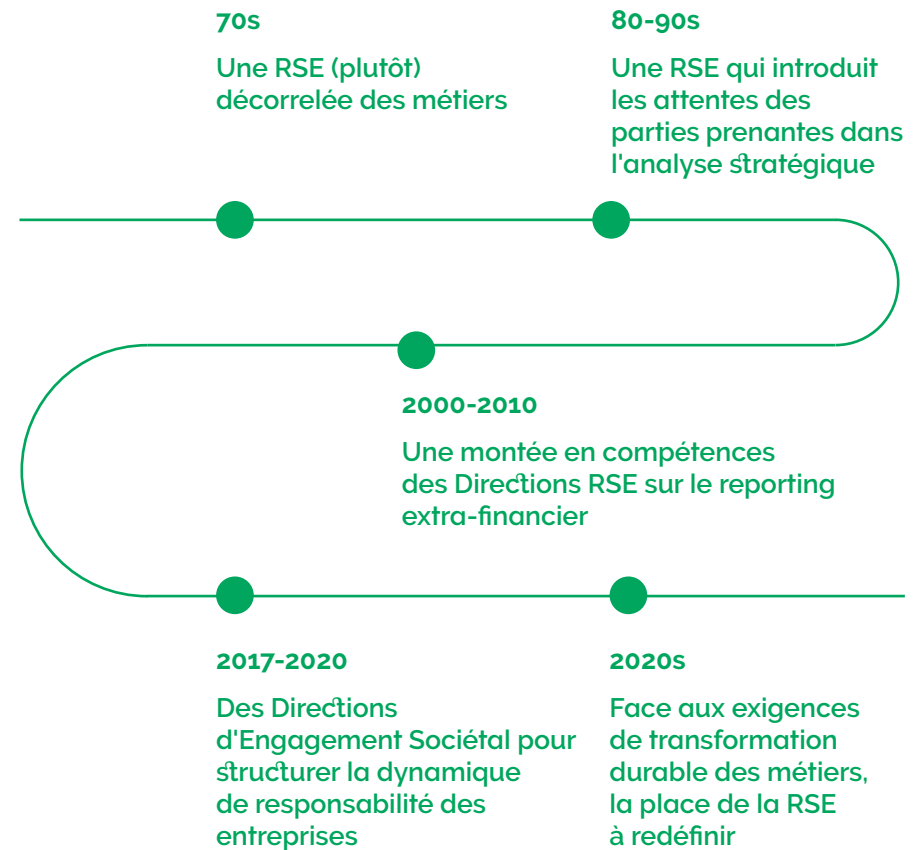 70s
Une RSE (plutôt)
décorrelée des métiers
80-90s
Une RSE qui introduit
les attentes des
parties prenantes dans
l'analyse stratégique
2000-2010
Une montée en compétences
des Directions RSE sur le reporting
extra-financier
2017-2020
Des Directions
d'Engagement Sociétal pour
structurer la dynamique
de responsabilité des
entreprises
2020s
Face aux exigences
de transformation
durable des métiers,
la place de la RSE
à redéfinir